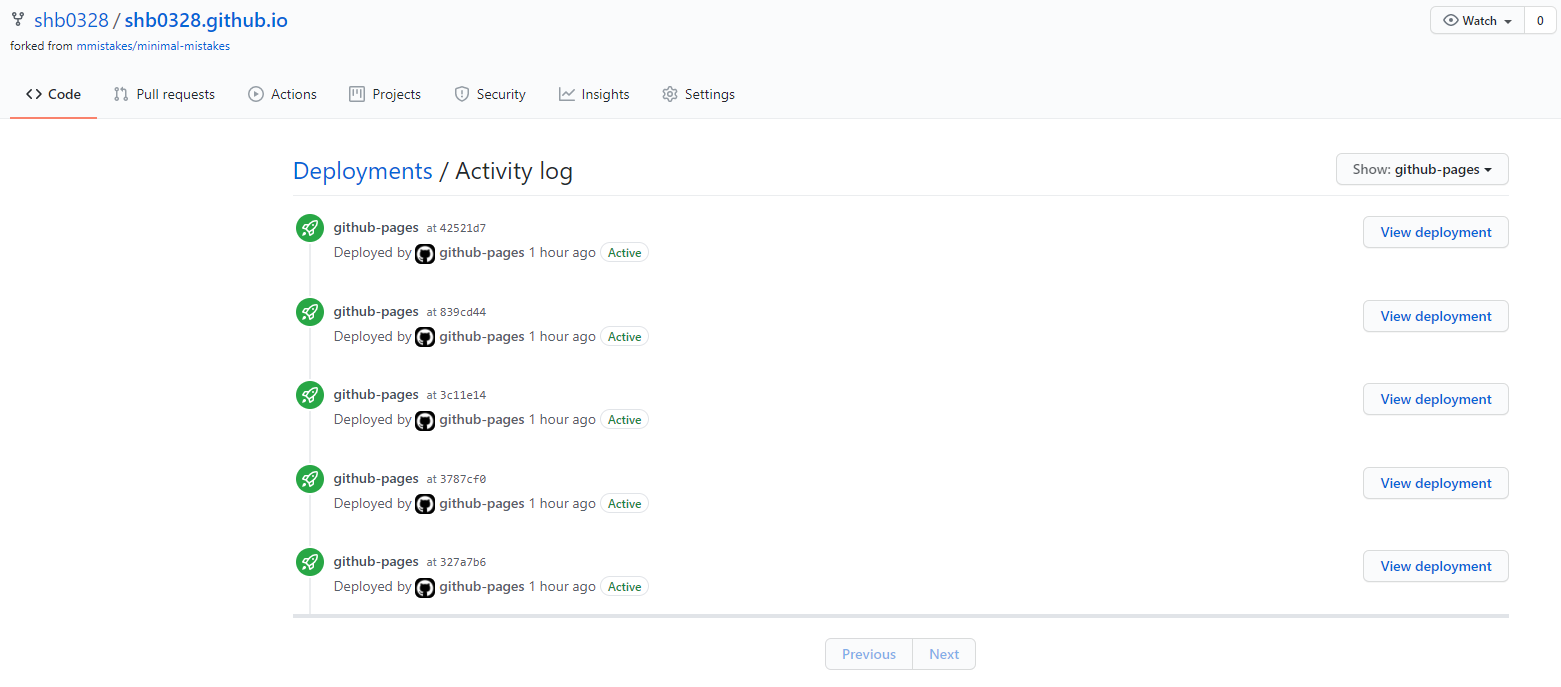 shb0328 / shb0328.github.io
Watch 0
forked from mmistakes/minimal-mistakes
Code Pull requests Actions Projects Security Insights Settings
Deployments / Activity log
Show: github-pages
github-pages at 42521d7
View deployment
Deployed by github-pages 1 hour ago Active
github-pages at 839cd44
View deployment
Deployed by github-pages 1 hour ago Active
github-pages at 3c11e14
View deployment
Deployed by github-pages 1 hour ago Active
github-pages at 3787cf0
View deployment
Deployed by github-pages 1 hour ago Active
github-pages at 327a7b6
View deployment
Deployed by github-pages 1 hour ago Active
Previous Next